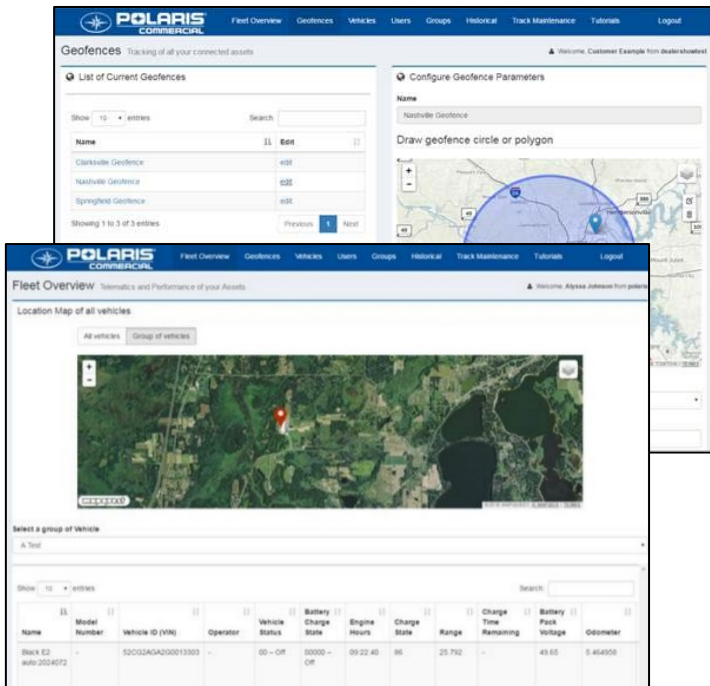 POLARIS COMMERCIAL Fleet Overview Geofences Vehicles Users Groups Historical Track Maintenance Tutorials Logout
Geofences Tracking of all your connected assets
Welcome, Customer Example from dealershowtest
List of Current Geofences
Show 10 entries Search:
Name Edit
Clarksville Geofence edit
Nashville Geofence edit
Springfield Geofence edit
Showing 1 to 3 of 3 entries Previous 1 Next
Configure Geofence Parameters
Name
Nashville Geofence
Draw geofence circle or polygon
+
-
Hendersonville
POLARIS COMMERCIAL Fleet Overview Geofences Vehicles Users Groups Historical Track Maintenance Tutorials Logout
Fleet Overview Telematics and Performance of your Assets
Welcome, Alyssa Johnson from polaris
Location Map of all vehicles
All vehicles Group of vehicles
+
-
mapquest
Select a group of Vehicle
A Test
Show 10 entries Search:
Name Model Number Vehicle ID (VIN) Operator Vehicle Status Battery Charge State Engine Hours Charge State Range Charge Time Remaining Battery Pack Voltage Odometer
Black E2 auto:2024072 - 52CG2AGA2G0013303 - 00 – Off 00000 – Off 09:22:40 86 25.792 - 49.65 5.464958